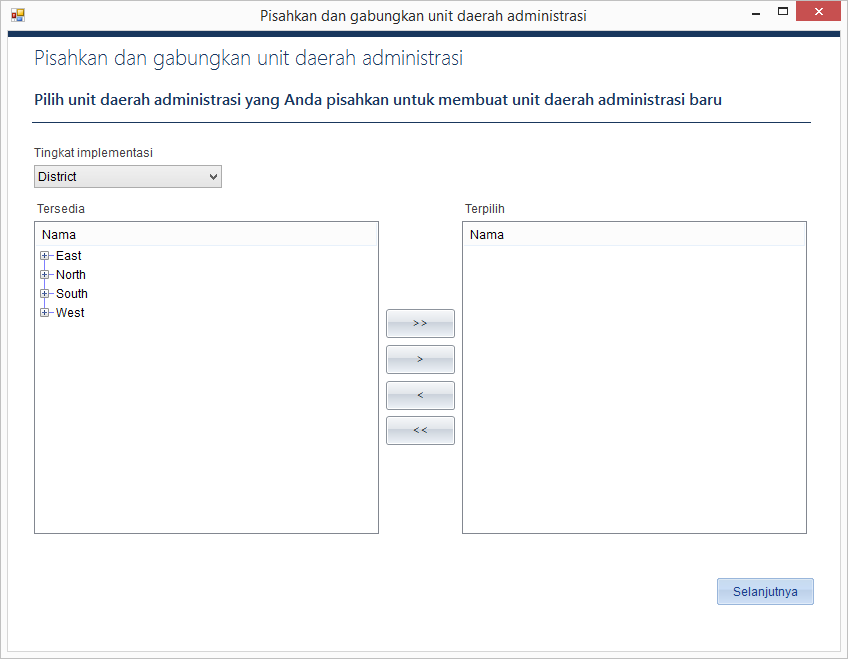 Pisahkan dan gabungkan unit daerah administrasi
Pisahkan dan gabungkan unit daerah administrasi
Pilih unit daerah administrasi yang Anda pisahkan untuk membuat unit daerah administrasi baru
Tingkat implementasi
District
Tersedia
Nama
East
North
South
West
>>
>
<
<<
Terpilih
Nama
Selanjutnya